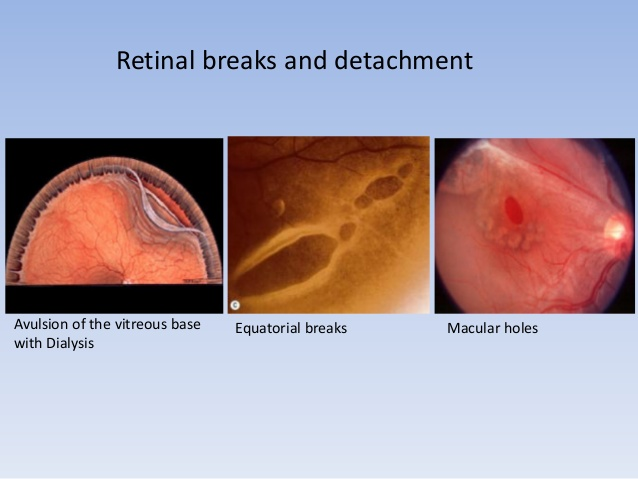 Retinal breaks and detachment
Avulsion of the vitreous base
with Dialysis
Equatorial breaks
Macular holes